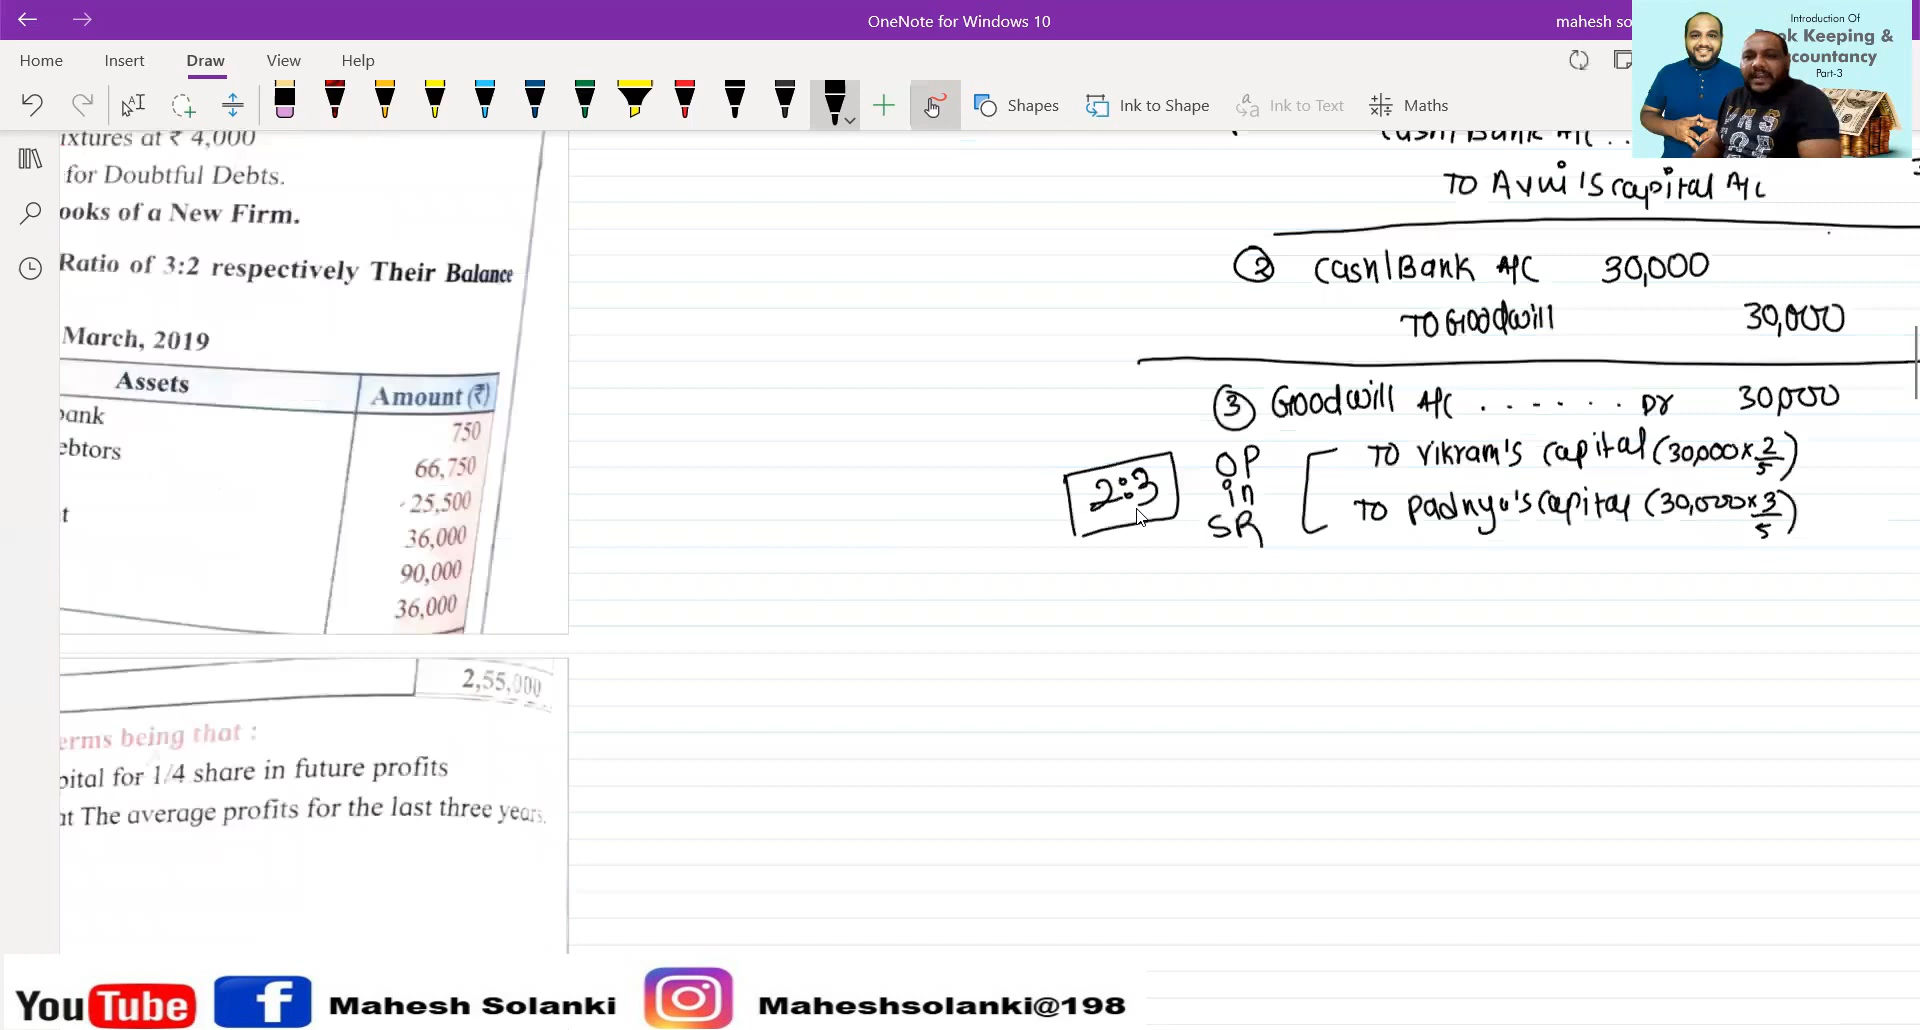 OneNote for Windows 10
mahesh so
Introduction Of
ok Keeping &
countancy
Part-3
Home Insert Draw View Help
Shapes Ink to Shape Ink to Text Maths
ixtures at ₹ 4,000
for Doubtful Debts.
ooks of a New Firm.
Ratio of 3:2 respectively Their Balance
March, 2019
Assets Amount (₹)
bank 750
ebtors 66,750
25,500
t 36,000
90,000
36,000
2,55,000
erms being that :
pital for 1/4 share in future profits
at The average profits for the last three years.
Cash/Bank A/C ..
TO Avni's capital A/c
② Cash/Bank A/C 30,000
TO Goodwill 30,000
③ Goodwill A/C ....... Dr 30,000
2:3
OP
in
SR
TO Vikram's capital (30,000 × 2/5)
TO Padnyu's capital (30,000 × 3/5)
YouTube f Mahesh Solanki Maheshsolanki@198